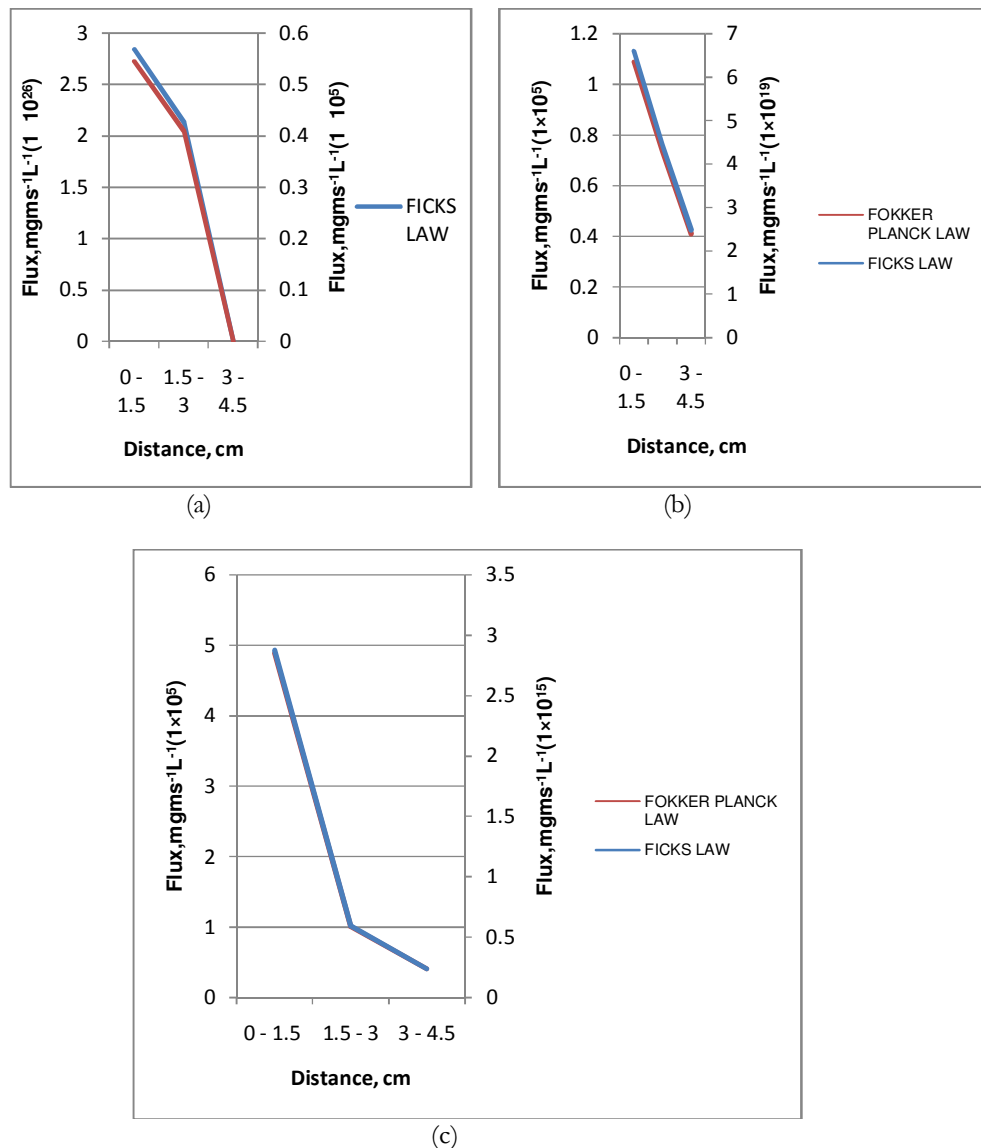 3
2.5
2
1.5
1
0.5
0
Flux,mgms⁻¹L⁻¹(1 10²⁶)
0.6
0.5
0.4
0.3
0.2
0.1
0
Flux,mgms⁻¹L⁻¹(1 10⁵)
0 - 1.5 - 3 -
1.5 3 4.5
Distance, cm
FICKS
LAW
(a)
1.2
1
0.8
0.6
0.4
0.2
0
Flux,mgms⁻¹L⁻¹(1×10⁵)
7
6
5
4
3
2
1
0
Flux,mgms⁻¹L⁻¹(1×10¹⁹)
0 - 3 -
1.5 4.5
Distance, cm
FOKKER
PLANCK LAW
FICKS LAW
(b)
6
5
4
3
2
1
0
Flux,mgms⁻¹L⁻¹(1×10⁵)
3.5
3
2.5
2
1.5
1
0.5
0
Flux,mgms⁻¹L⁻¹(1×10¹⁵)
0 - 1.5 1.5 - 3 3 - 4.5
Distance, cm
FOKKER PLANCK
LAW
FICKS LAW
(c)